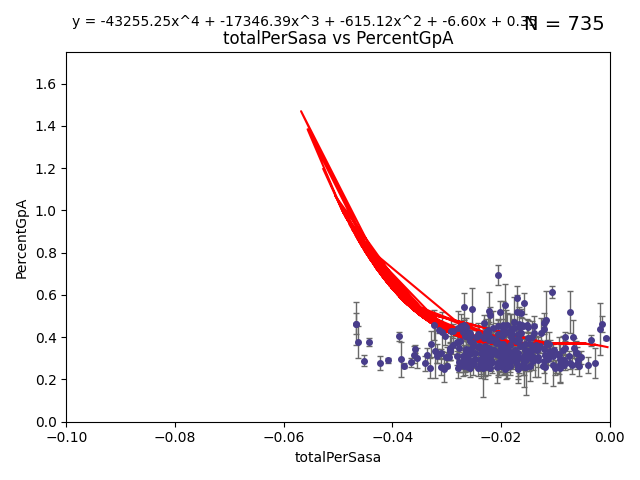 y = -43255.25x^4 + -17346.39x^3 + -615.12x^2 + -6.60x + 0.35
N = 735
totalPerSasa vs PercentGpA
1.6
1.4
1.2
1.0
0.8
0.6
0.4
0.2
0.0
PercentGpA
−0.10 −0.08 −0.06 −0.04 −0.02 0.00
totalPerSasa